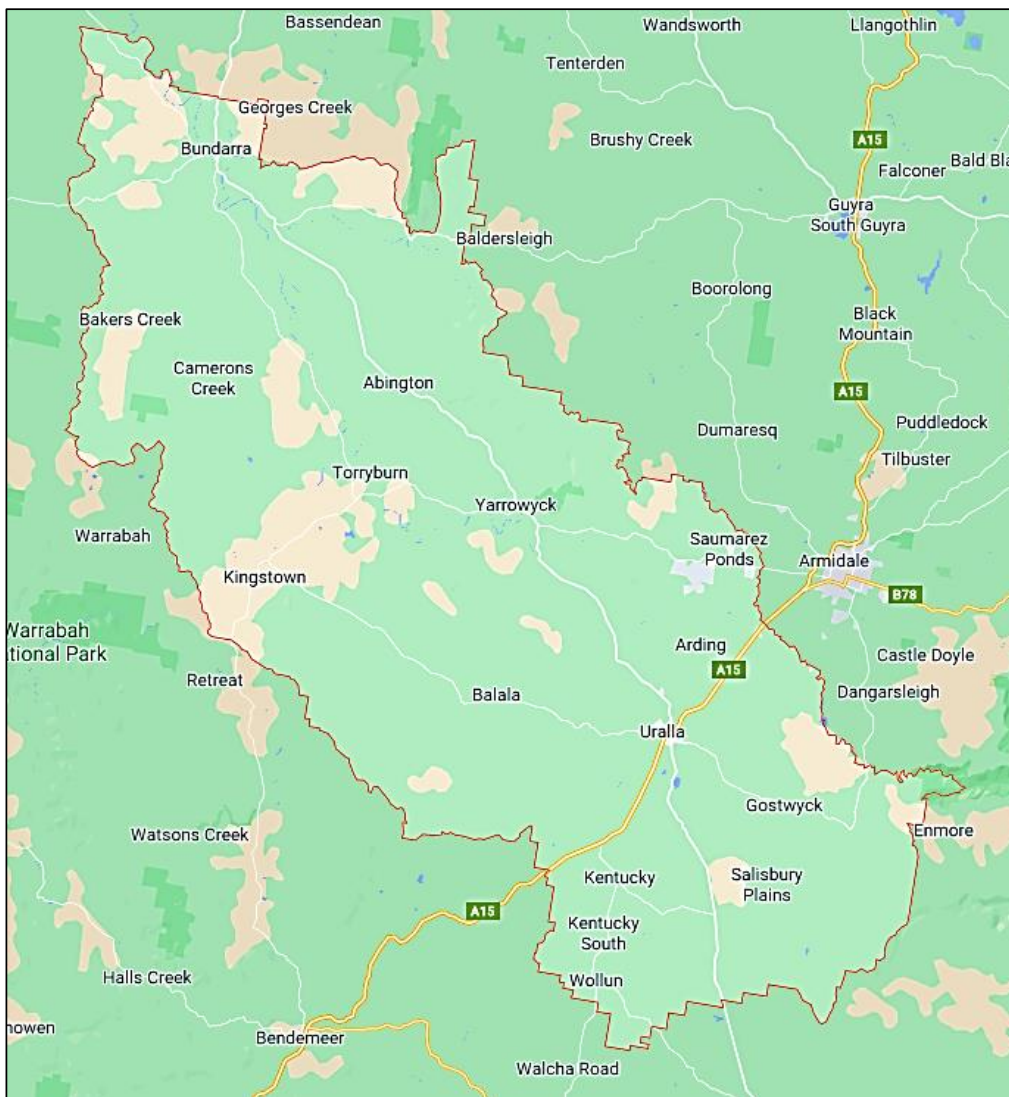 Bassendean
Wandsworth
Llangothlin
Tenterden
Georges Creek
Brushy Creek
A15
Bundarra
Falconer
Bald Bla
Guyra
South Guyra
Baldersleigh
Boorolong
Bakers Creek
Black
Mountain
Camerons
Creek
Abington
A15
Puddledock
Dumaresq
Tilbuster
Torryburn
Yarrowyck
Warrabah
Saumarez
Ponds
Armidale
Kingstown
B78
Warrabah
ational Park
Arding
Castle Doyle
A15
Retreat
Dangarsleigh
Balala
Uralla
Gostwyck
Watsons Creek
Enmore
Kentucky
Salisbury
Plains
A15
Kentucky
South
Halls Creek
Wollun
nowen
Bendemeer
Walcha Road